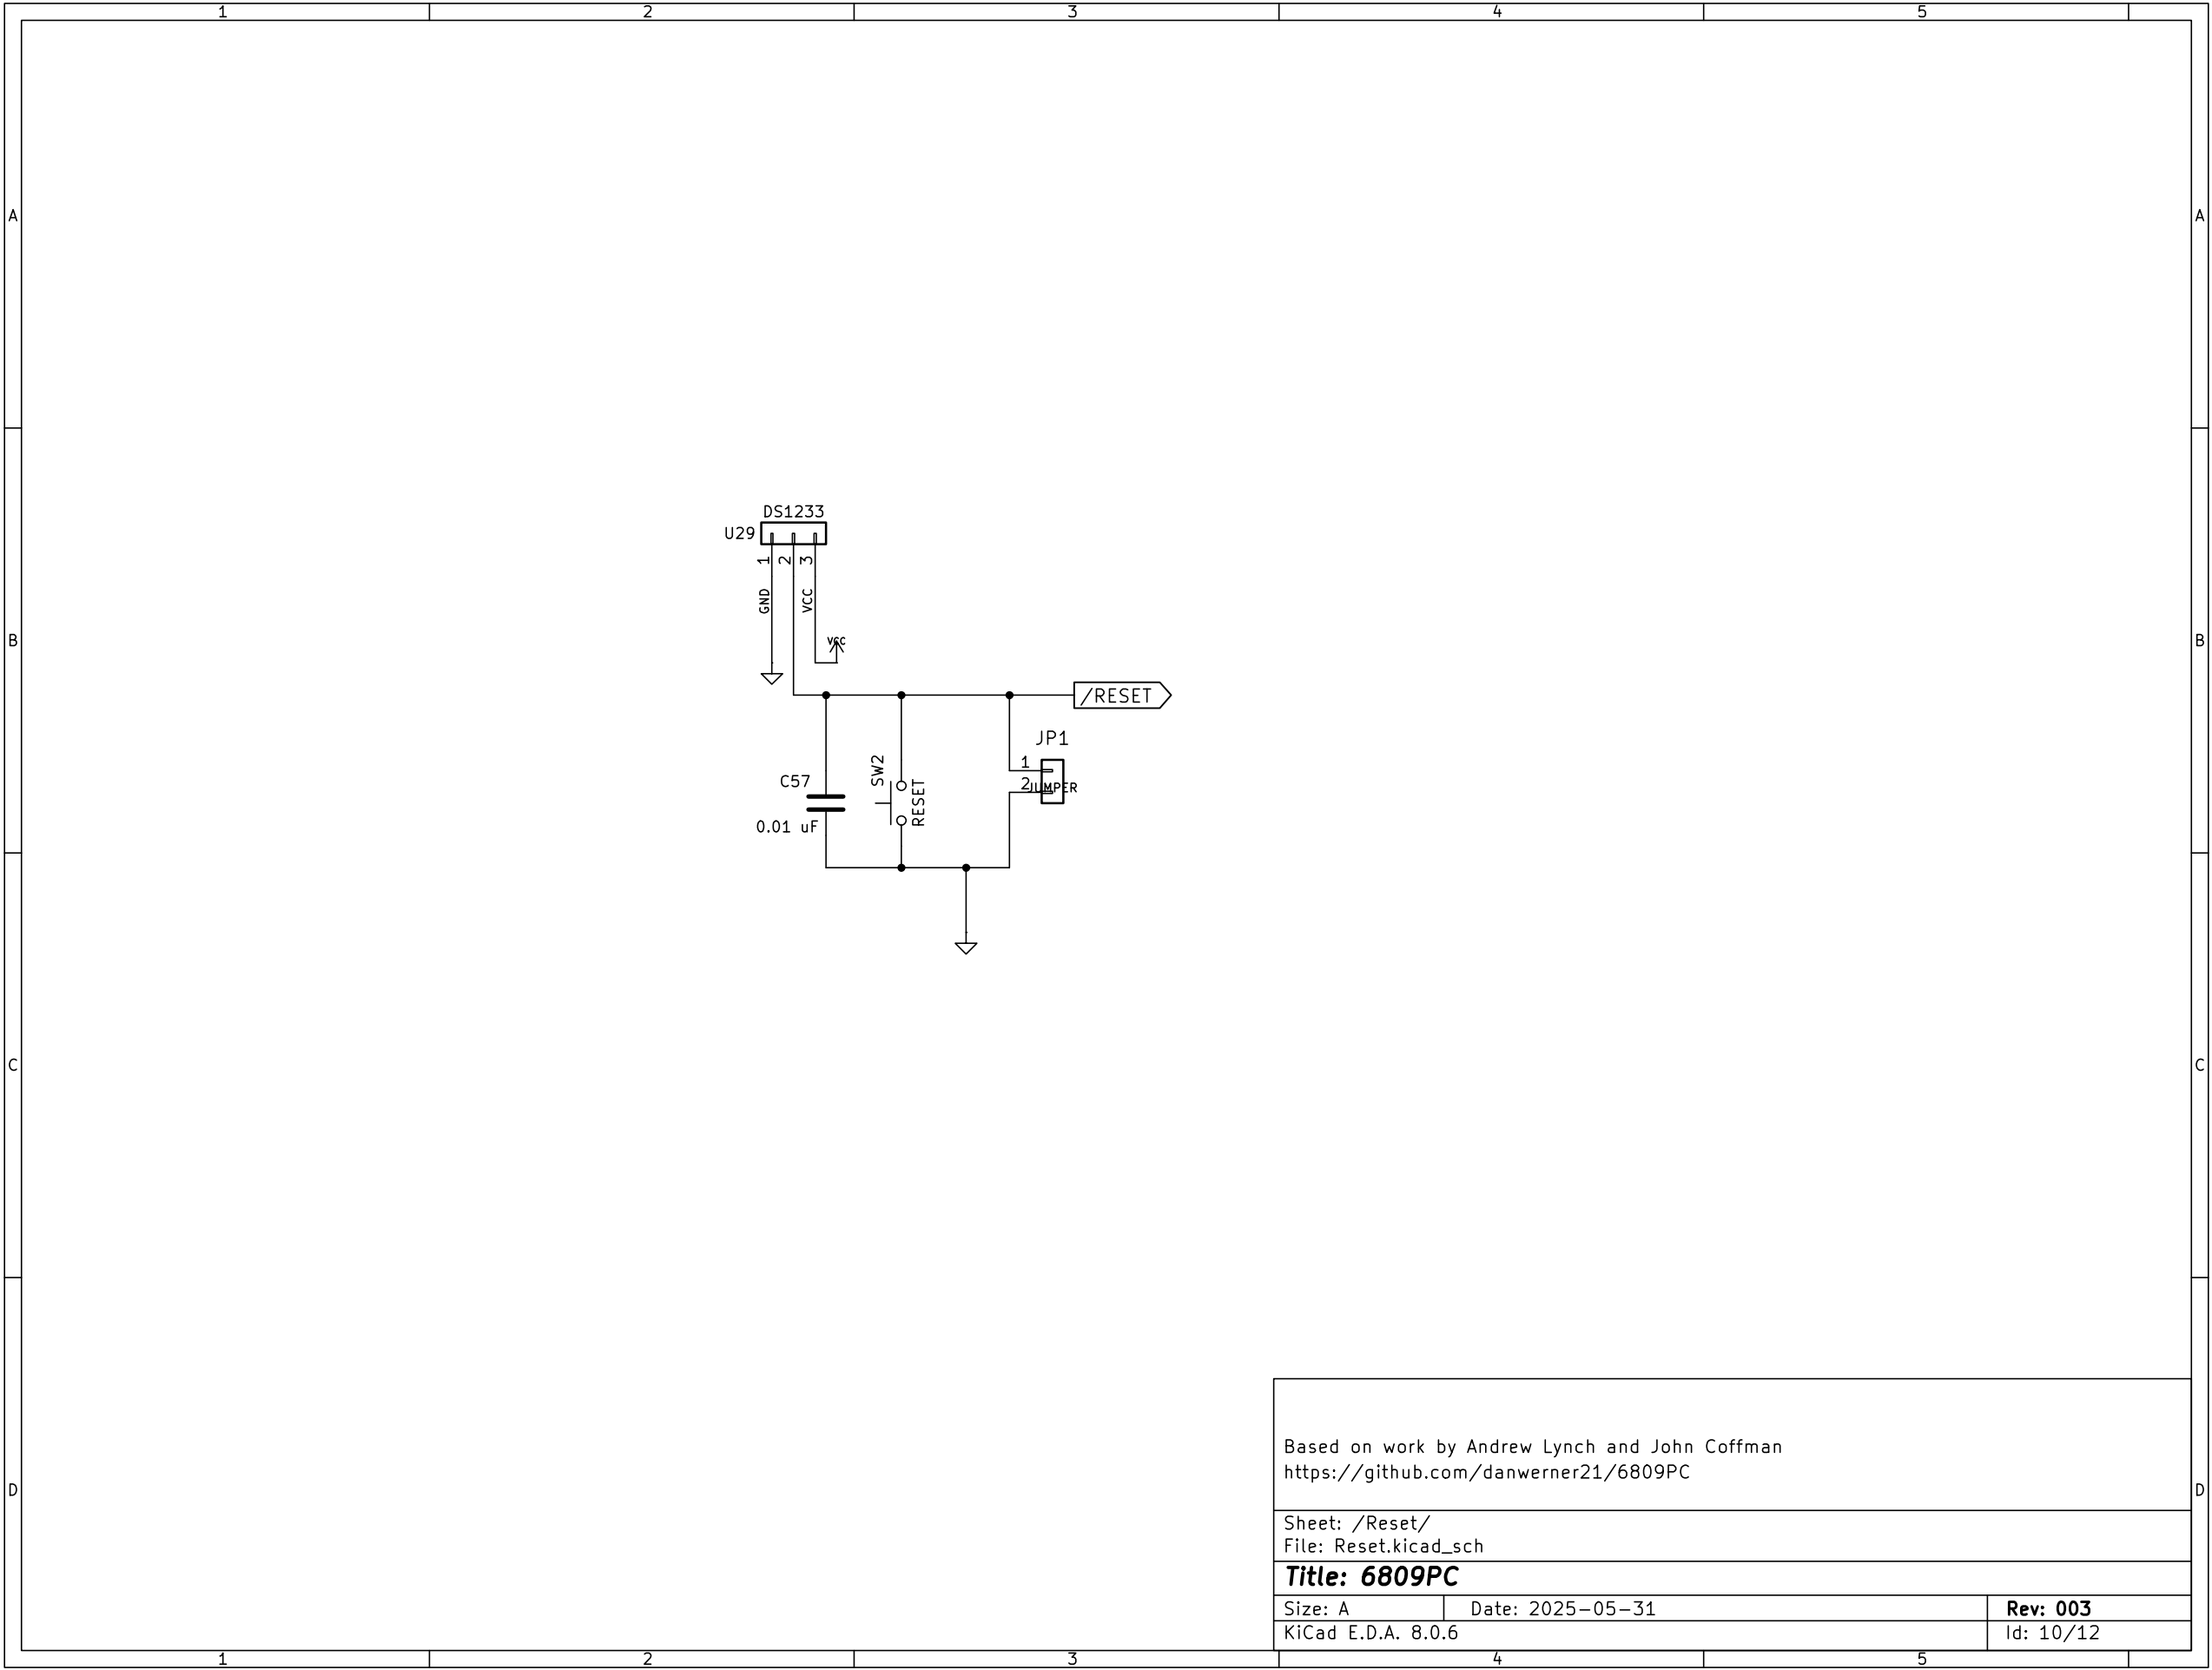 1 2 3 4 5
A A
DS1233
U29
1 2 3
GND VCC
VCC
B B
/RESET
JP1
1
SW2
C57
2
JUMPER
RESET
0.01 uF
C C
Based on work by Andrew Lynch and John Coffman
https://github.com/danwerner21/6809PC
D D
Sheet: /Reset/
File: Reset.kicad_sch
Title: 6809PC
Size: A Date: 2025-05-31 Rev: 003
KiCad E.D.A. 8.0.6 Id: 10/12
1 2 3 4 5